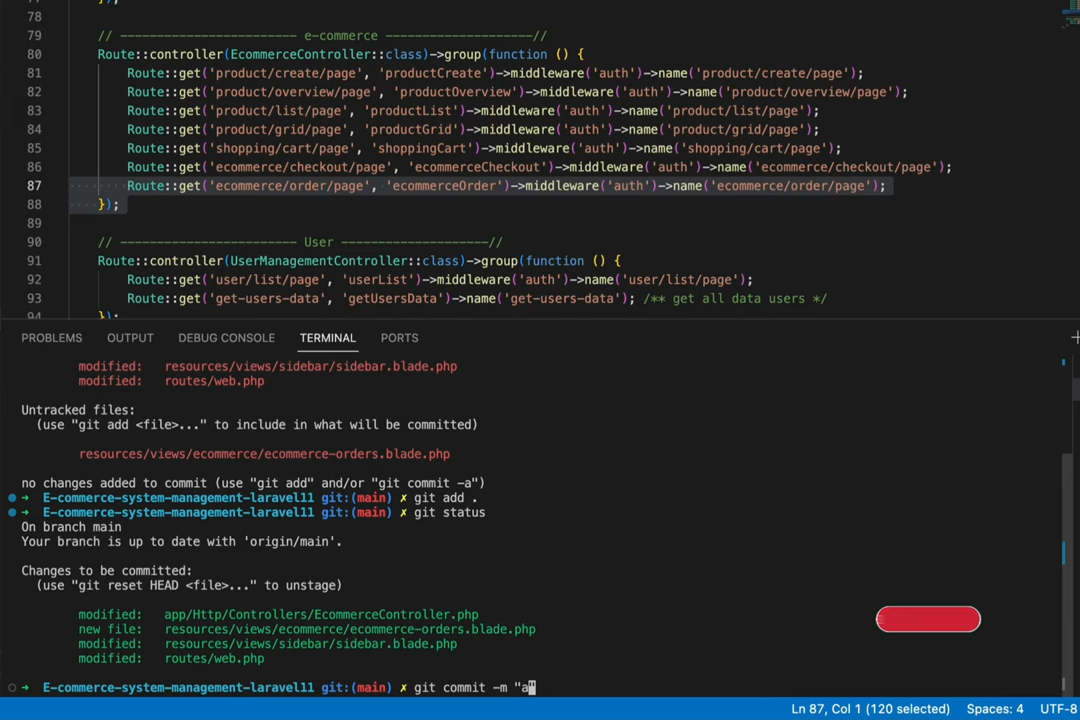 77
});
78
79 // ------------------------ e-commerce --------------------//
80 Route::controller(EcommerceController::class)->group(function () {
81 Route::get('product/create/page', 'productCreate')->middleware('auth')->name('product/create/page');
82 Route::get('product/overview/page', 'productOverview')->middleware('auth')->name('product/overview/page');
83 Route::get('product/list/page', 'productList')->middleware('auth')->name('product/list/page');
84 Route::get('product/grid/page', 'productGrid')->middleware('auth')->name('product/grid/page');
85 Route::get('shopping/cart/page', 'shoppingCart')->middleware('auth')->name('shopping/cart/page');
86 Route::get('ecommerce/checkout/page', 'ecommerceCheckout')->middleware('auth')->name('ecommerce/checkout/page');
87 Route::get('ecommerce/order/page', 'ecommerceOrder')->middleware('auth')->name('ecommerce/order/page');
88 });
89
90 // ------------------------- User --------------------//
91 Route::controller(UserManagementController::class)->group(function () {
92 Route::get('user/list/page', 'userList')->middleware('auth')->name('user/list/page');
93 Route::get('get-users-data', 'getUsersData')->name('get-users-data'); /** get all data users */
94 });
PROBLEMS OUTPUT DEBUG CONSOLE TERMINAL PORTS
modified: resources/views/sidebar/sidebar.blade.php
modified: routes/web.php
Untracked files:
(use "git add <file>..." to include in what will be committed)
resources/views/ecommerce/ecommerce-orders.blade.php
no changes added to commit (use "git add" and/or "git commit -a")
➜ E-commerce-system-management-laravel11 git:(main) ✗ git add .
➜ E-commerce-system-management-laravel11 git:(main) ✗ git status
On branch main
Your branch is up to date with 'origin/main'.
Changes to be committed:
(use "git reset HEAD <file>..." to unstage)
modified: app/Http/Controllers/EcommerceController.php
new file: resources/views/ecommerce/ecommerce-orders.blade.php
modified: resources/views/sidebar/sidebar.blade.php
modified: routes/web.php
➜ E-commerce-system-management-laravel11 git:(main) ✗ git commit -m "a"
Ln 87, Col 1 (120 selected) Spaces: 4 UTF-8